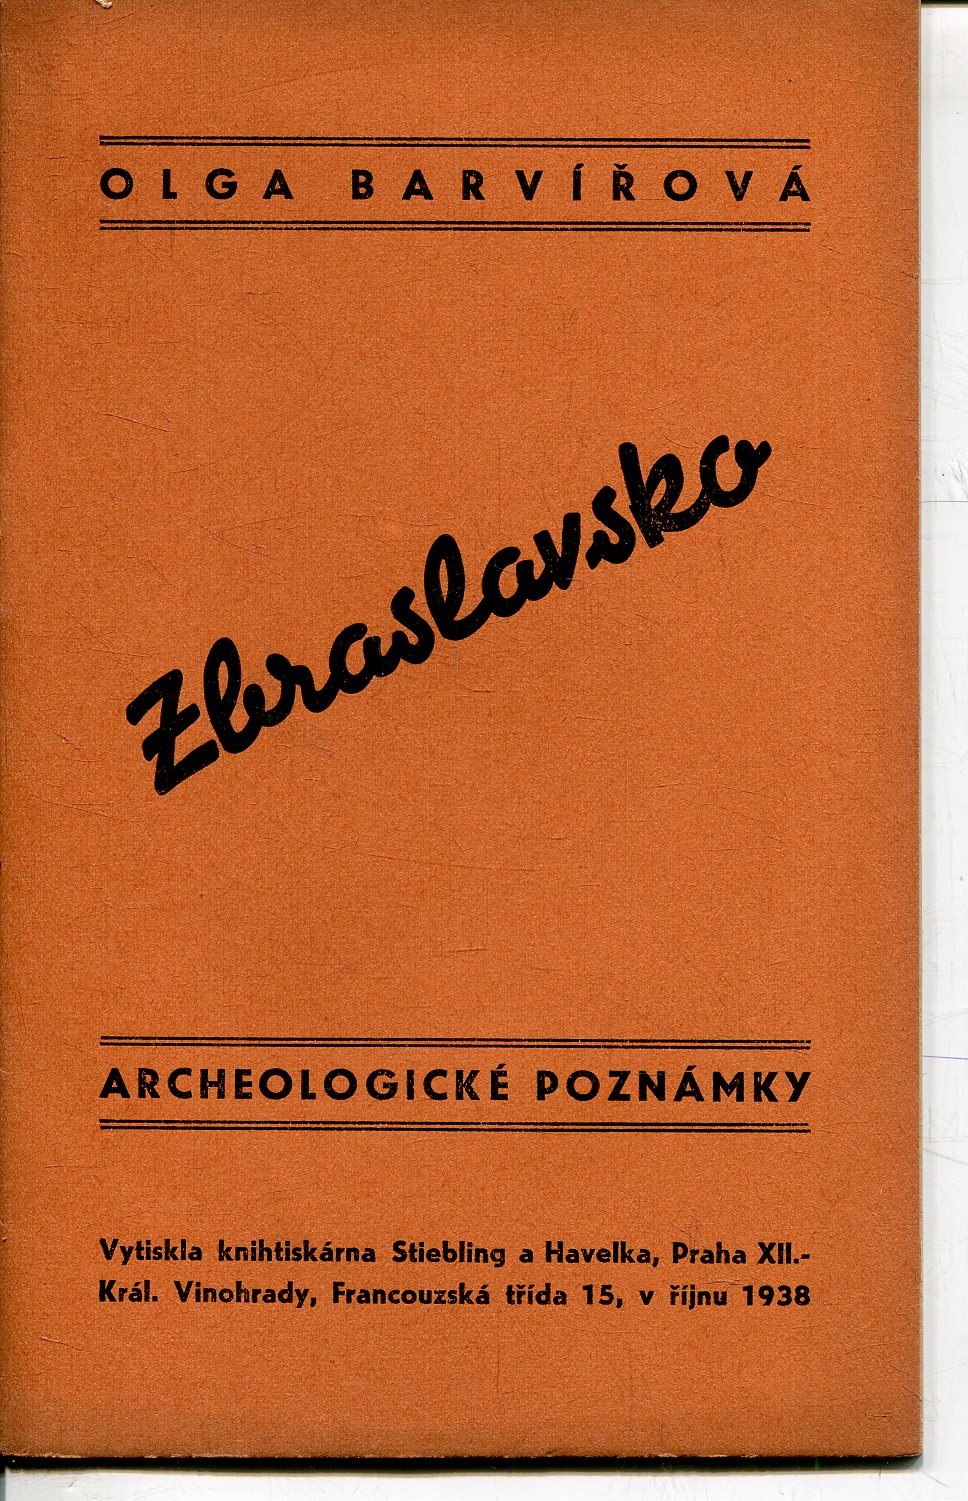 OLGA BARVÍŘOVÁ
Zbraslavsko
ARCHEOLOGICKÉ POZNÁMKY
Vytiskla knihtiskárna Stiebling a Havelka, Praha XII.-
Král. Vinohrady, Francouzská třída 15, v říjnu 1938